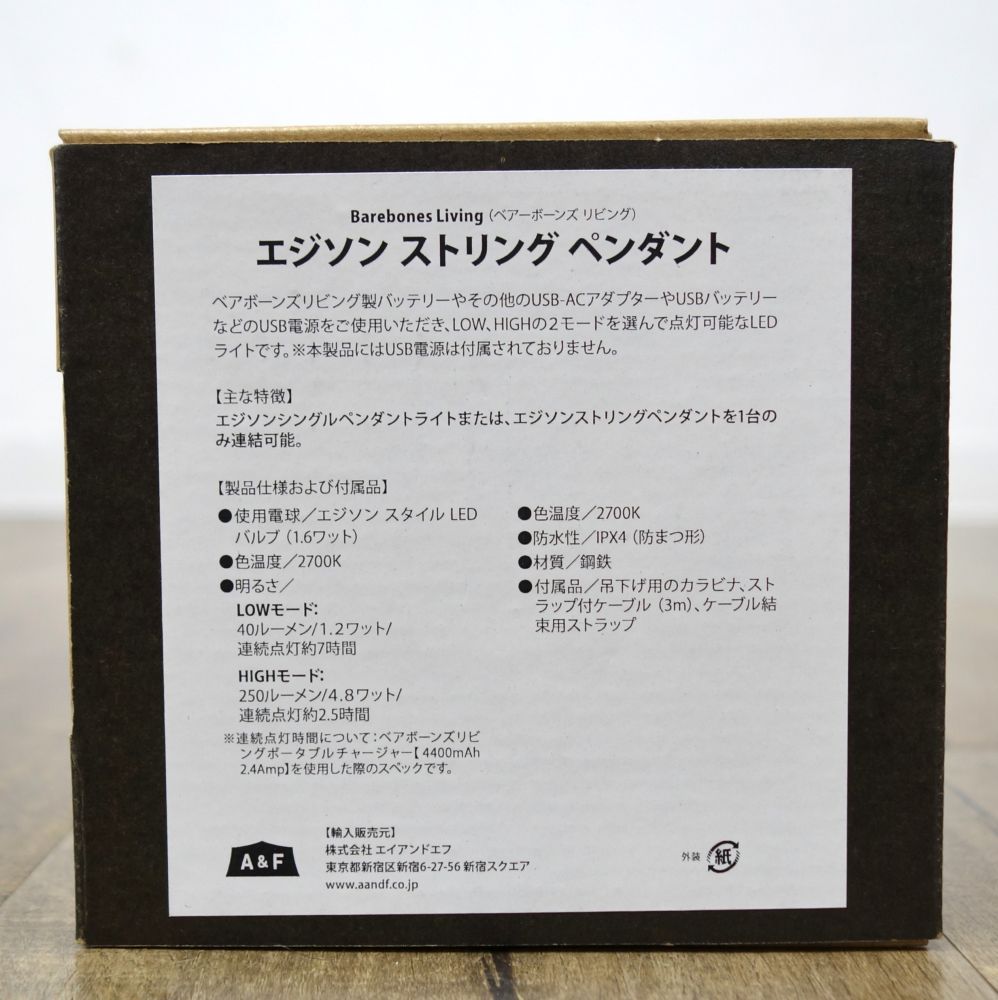 Barebones Living（ベアーボーンズ リビング）
エジソン ストリング ペンダント
ベアボーンズリビング製バッテリーやその他のUSB-ACアダプターやUSBバッテリー
などのUSB電源をご使用いただき、LOW、HIGHの２モードを選んで点灯可能なLED
ライトです。※本製品にはUSB電源は付属されておりません。
【主な特徴】
エジソンシングルペンダントライトまたは、エジソンストリングペンダントを1台の
み連結可能。
【製品仕様および付属品】
●使用電球／エジソン スタイル LED
バルブ（1.6ワット）
●色温度／2700K
●明るさ／
LOWモード：
40ルーメン/1.2ワット/
連続点灯約7時間
HIGHモード：
250ルーメン/4.8ワット/
連続点灯約2.5時間
※連続点灯時間について：ベアボーンズリビ
ングポータブルチャージャー【4400mAh
2.4Amp】を使用した際のスペックです。
●色温度／2700K
●防水性／IPX4（防まつ形）
●材質／鋼鉄
●付属品／吊下げ用のカラビナ、スト
ラップ付ケーブル（3m）、ケーブル結
束用ストラップ
A&F
【輸入販売元】
株式会社 エイアンドエフ
東京都新宿区新宿6-27-56 新宿スクエア
www.aandf.co.jp
外装 紙